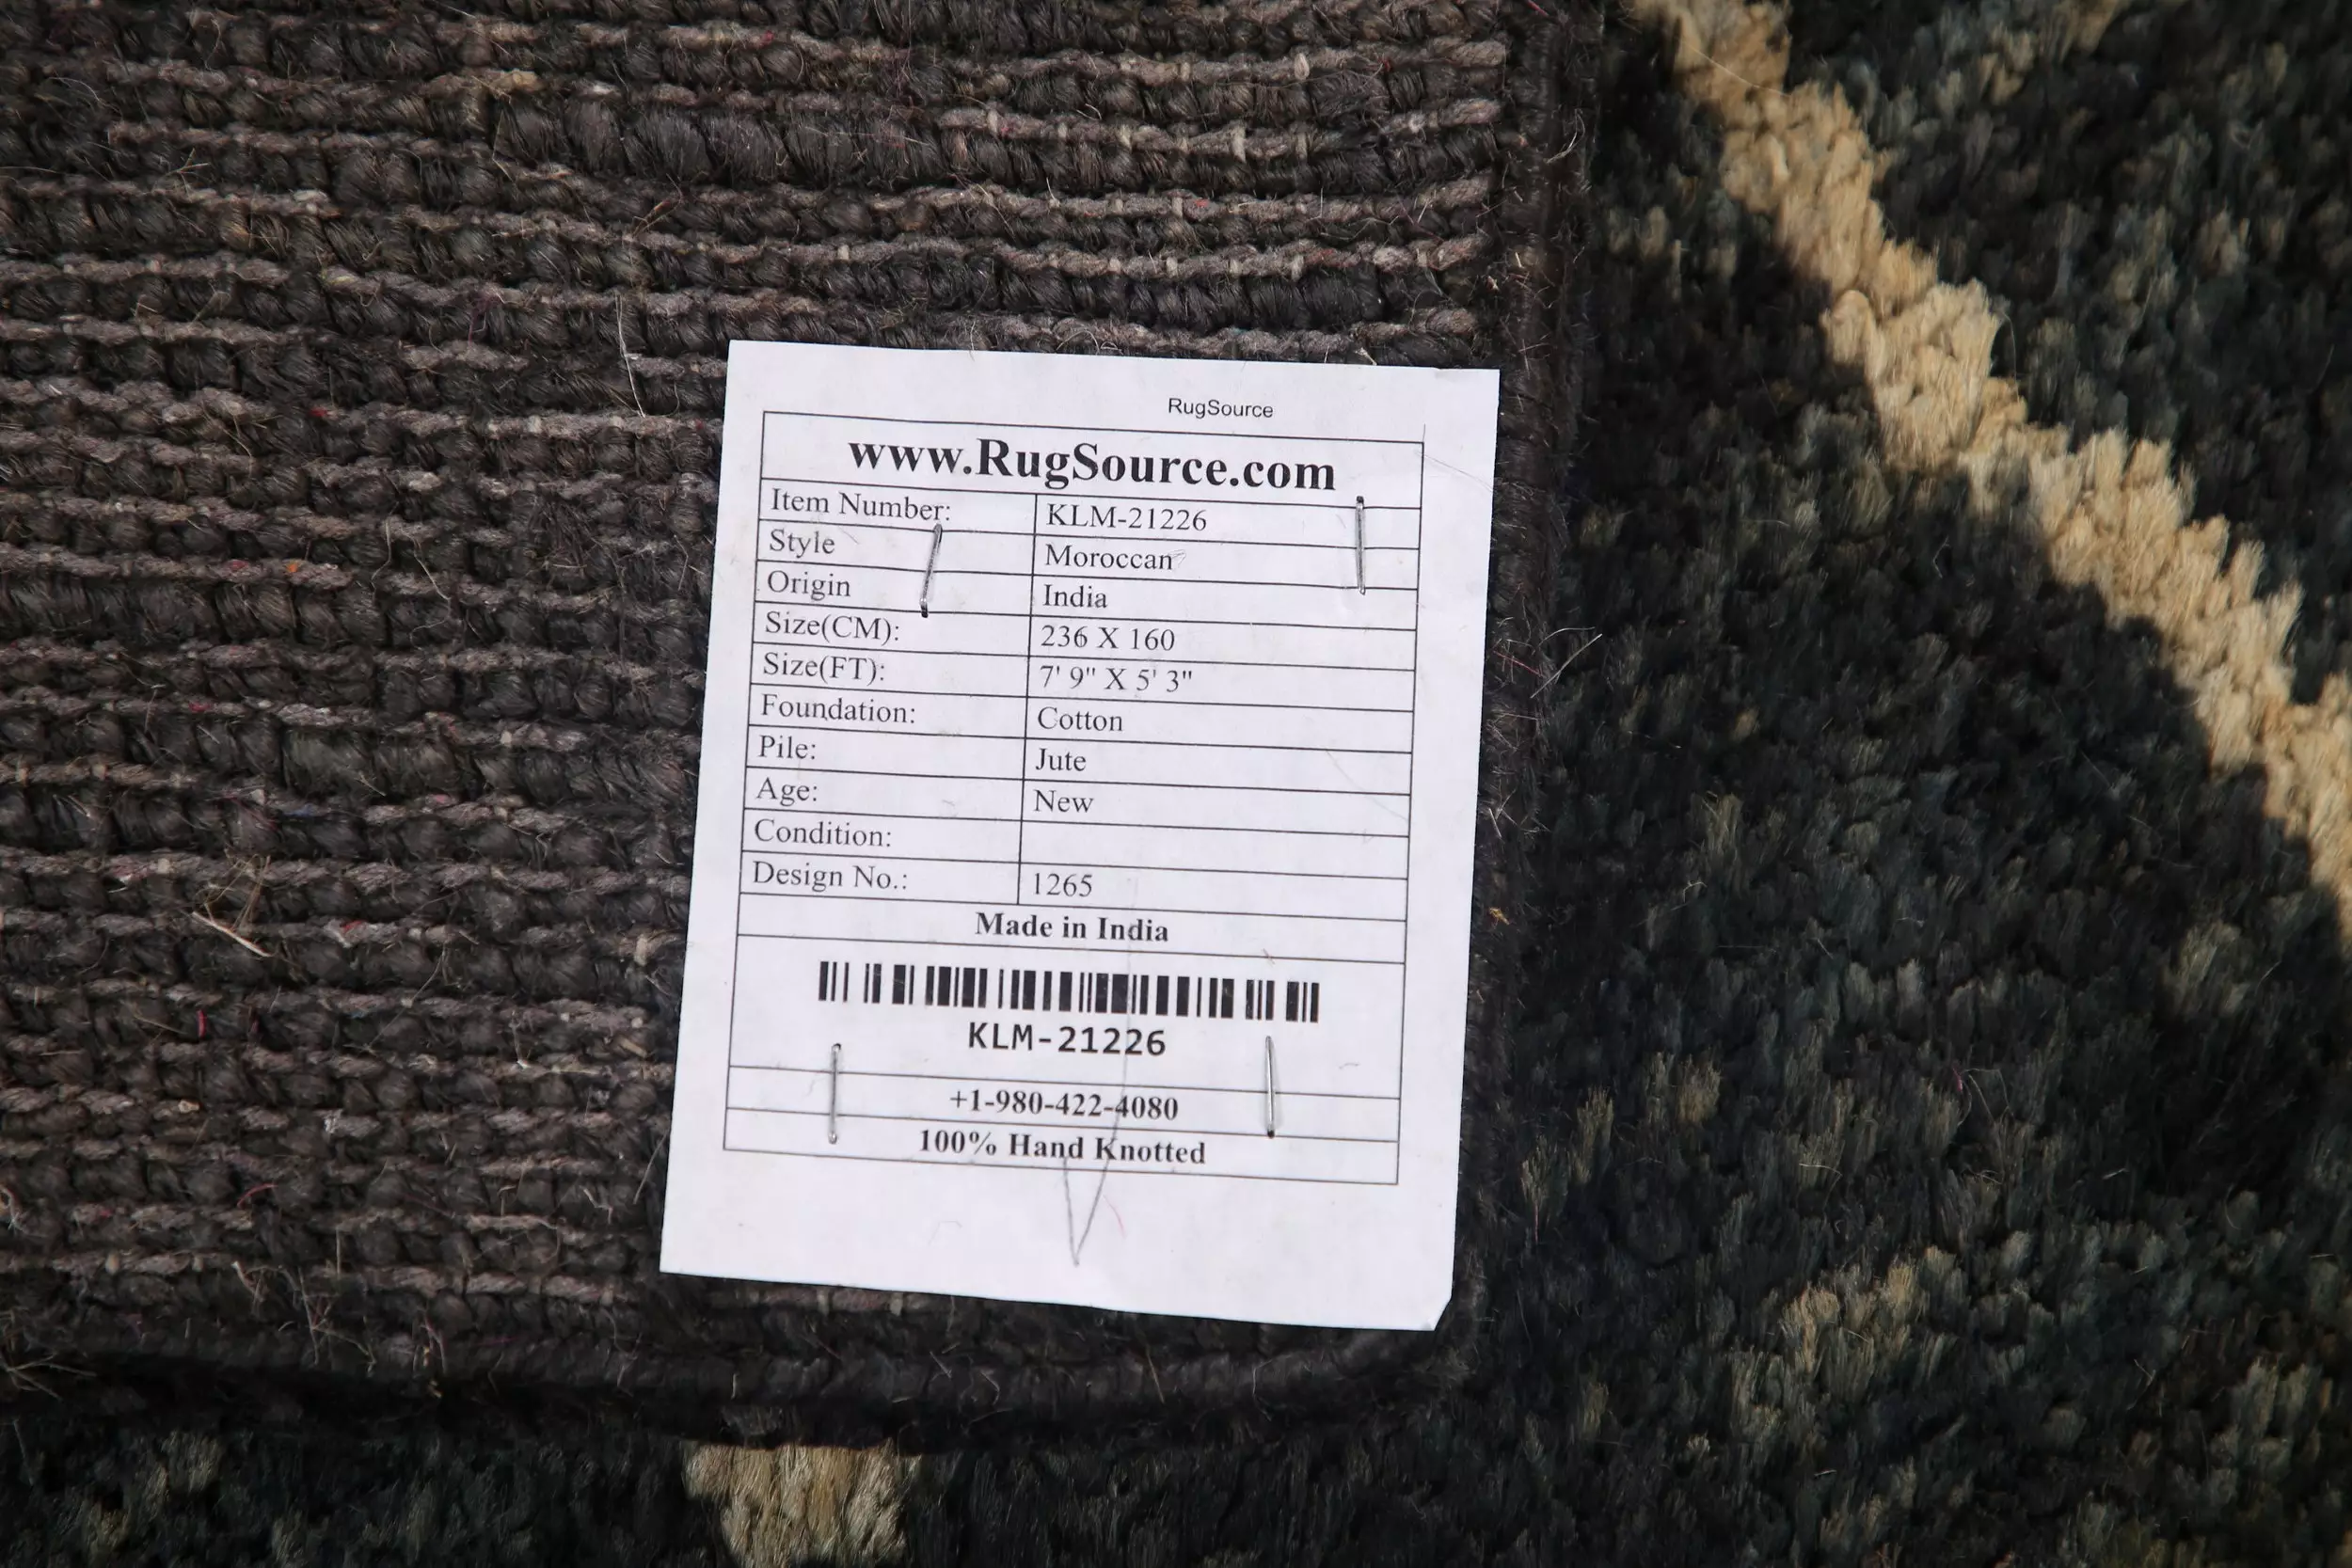 RugSource
www.RugSource.com
Item Number: KLM-21226
Style Moroccan
Origin India
Size(CM): 236 X 160
Size(FT): 7' 9" X 5' 3"
Foundation: Cotton
Pile: Jute
Age: New
Condition:
Design No.: 1265
Made in India
KLM-21226
+1-980-422-4080
100% Hand Knotted